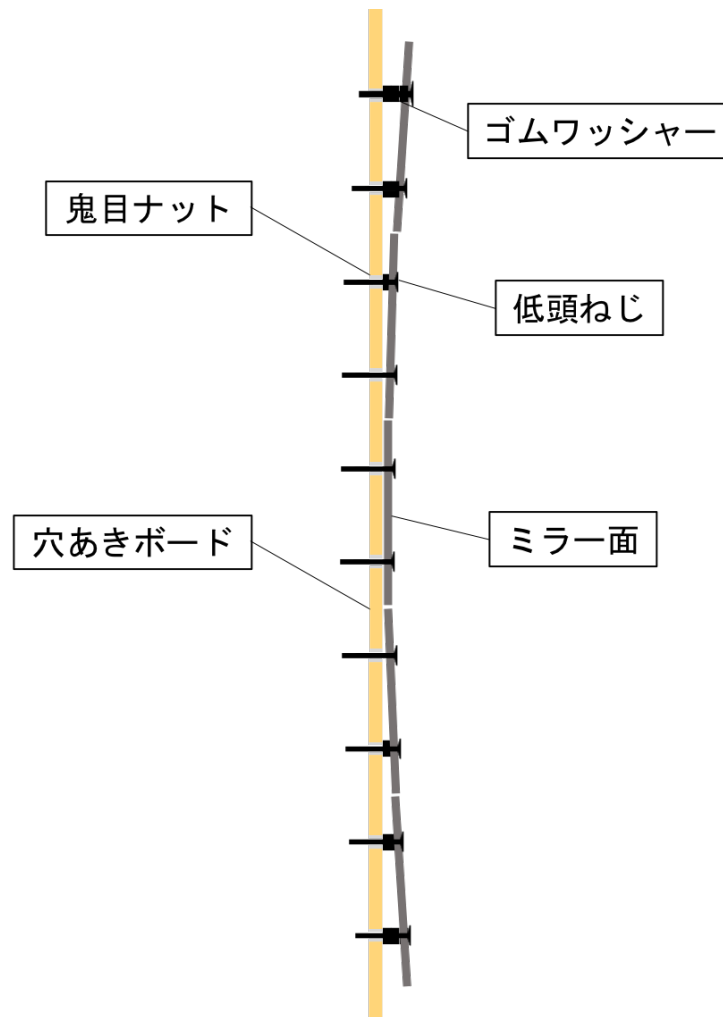 ゴムワッシャー
鬼目ナット
低頭ねじ
穴あきボード
ミラー面